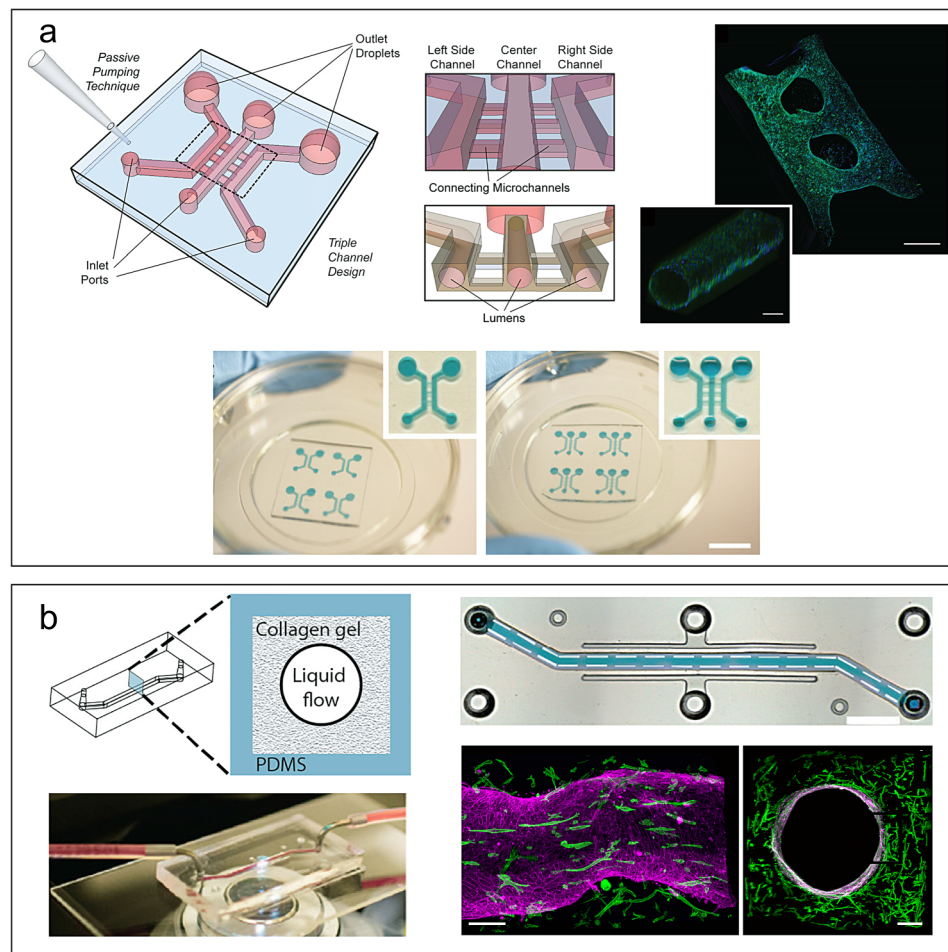 a
Passive
Pumping
Technique
Outlet
Droplets
Inlet
Ports
Triple
Channel
Design
Left Side
Channel
Center
Channel
Right Side
Channel
Connecting Microchannels
Lumens
b
Collagen gel
Liquid
flow
PDMS